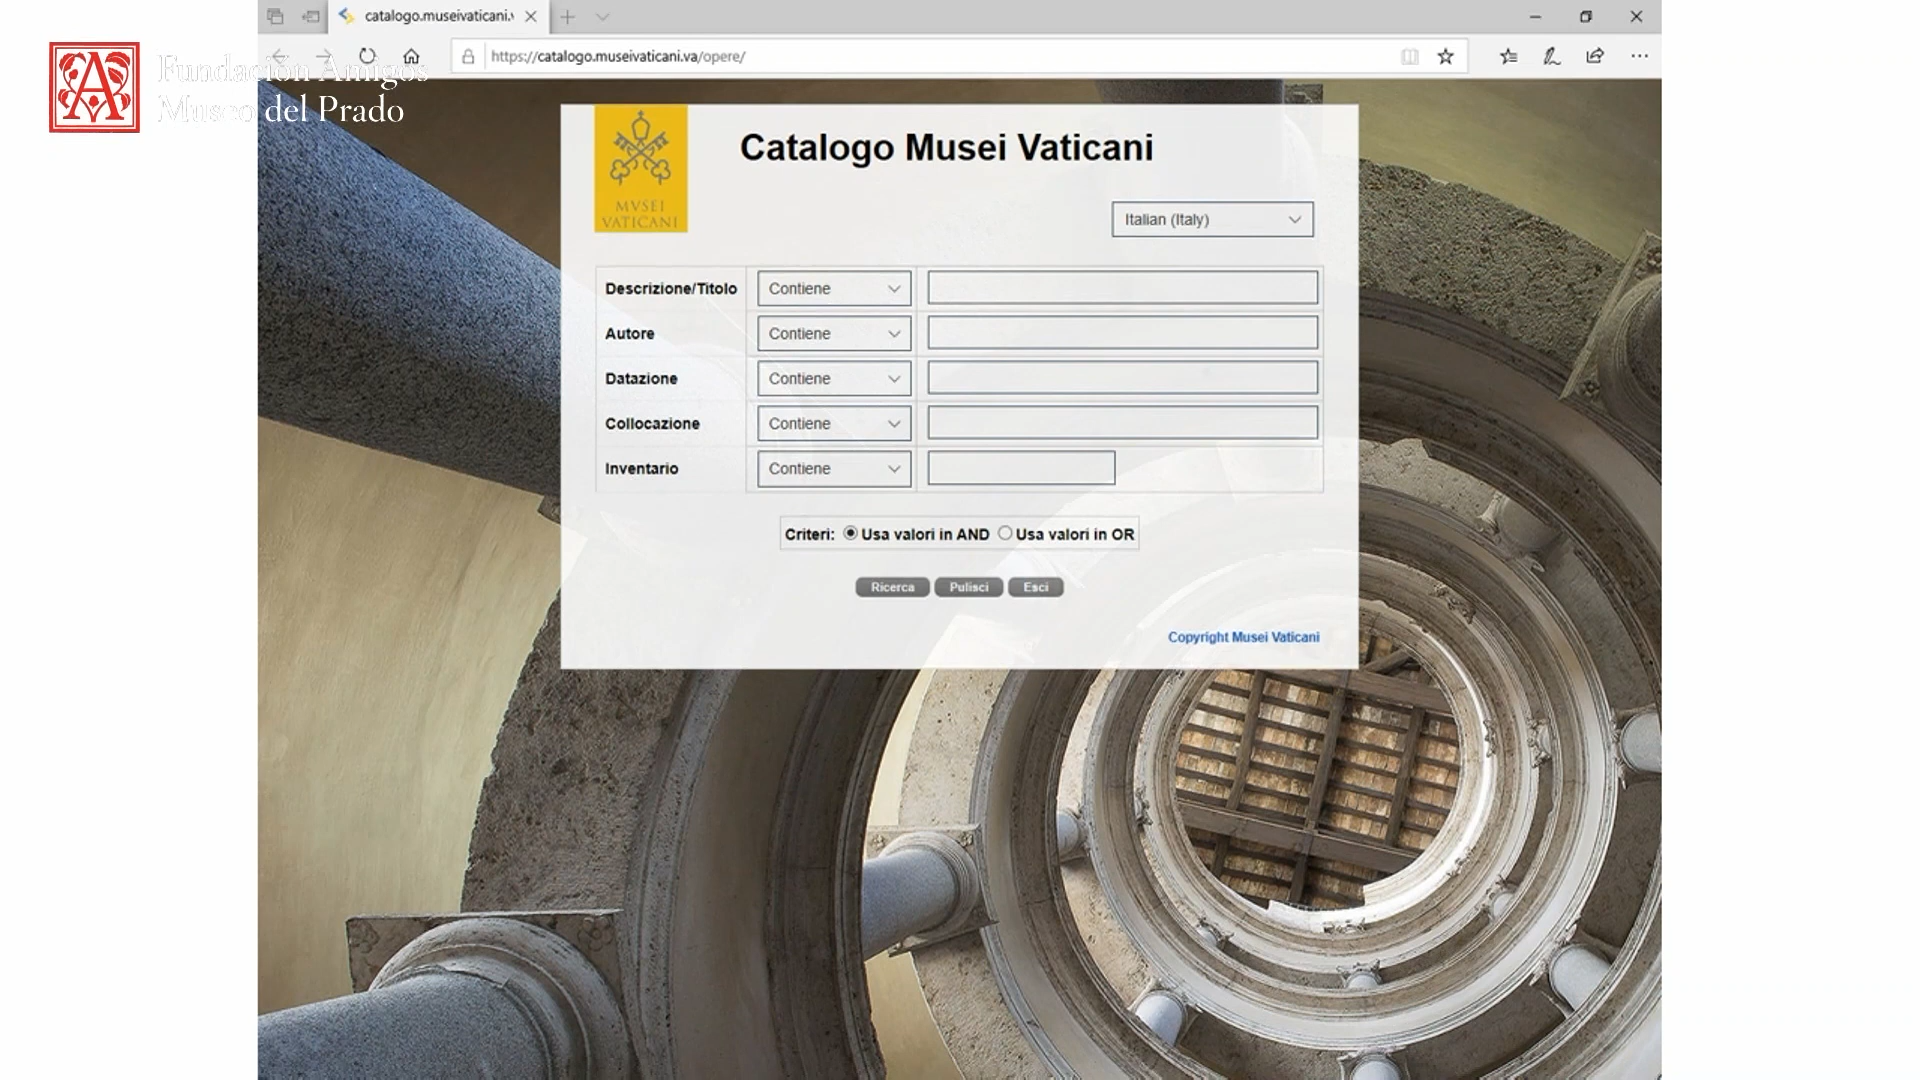 catalogo.museivaticani.v
https://catalogo.museivaticani.va/opere/
Fundación Amigos
Museo del Prado
MVSEI
VATICANI
Catalogo Musei Vaticani
Italian (Italy)
Descrizione/Titolo Contiene
Autore Contiene
Datazione Contiene
Collocazione Contiene
Inventario Contiene
Criteri: Usa valori in AND Usa valori in OR
Ricerca Pulisci Esci
Copyright Musei Vaticani